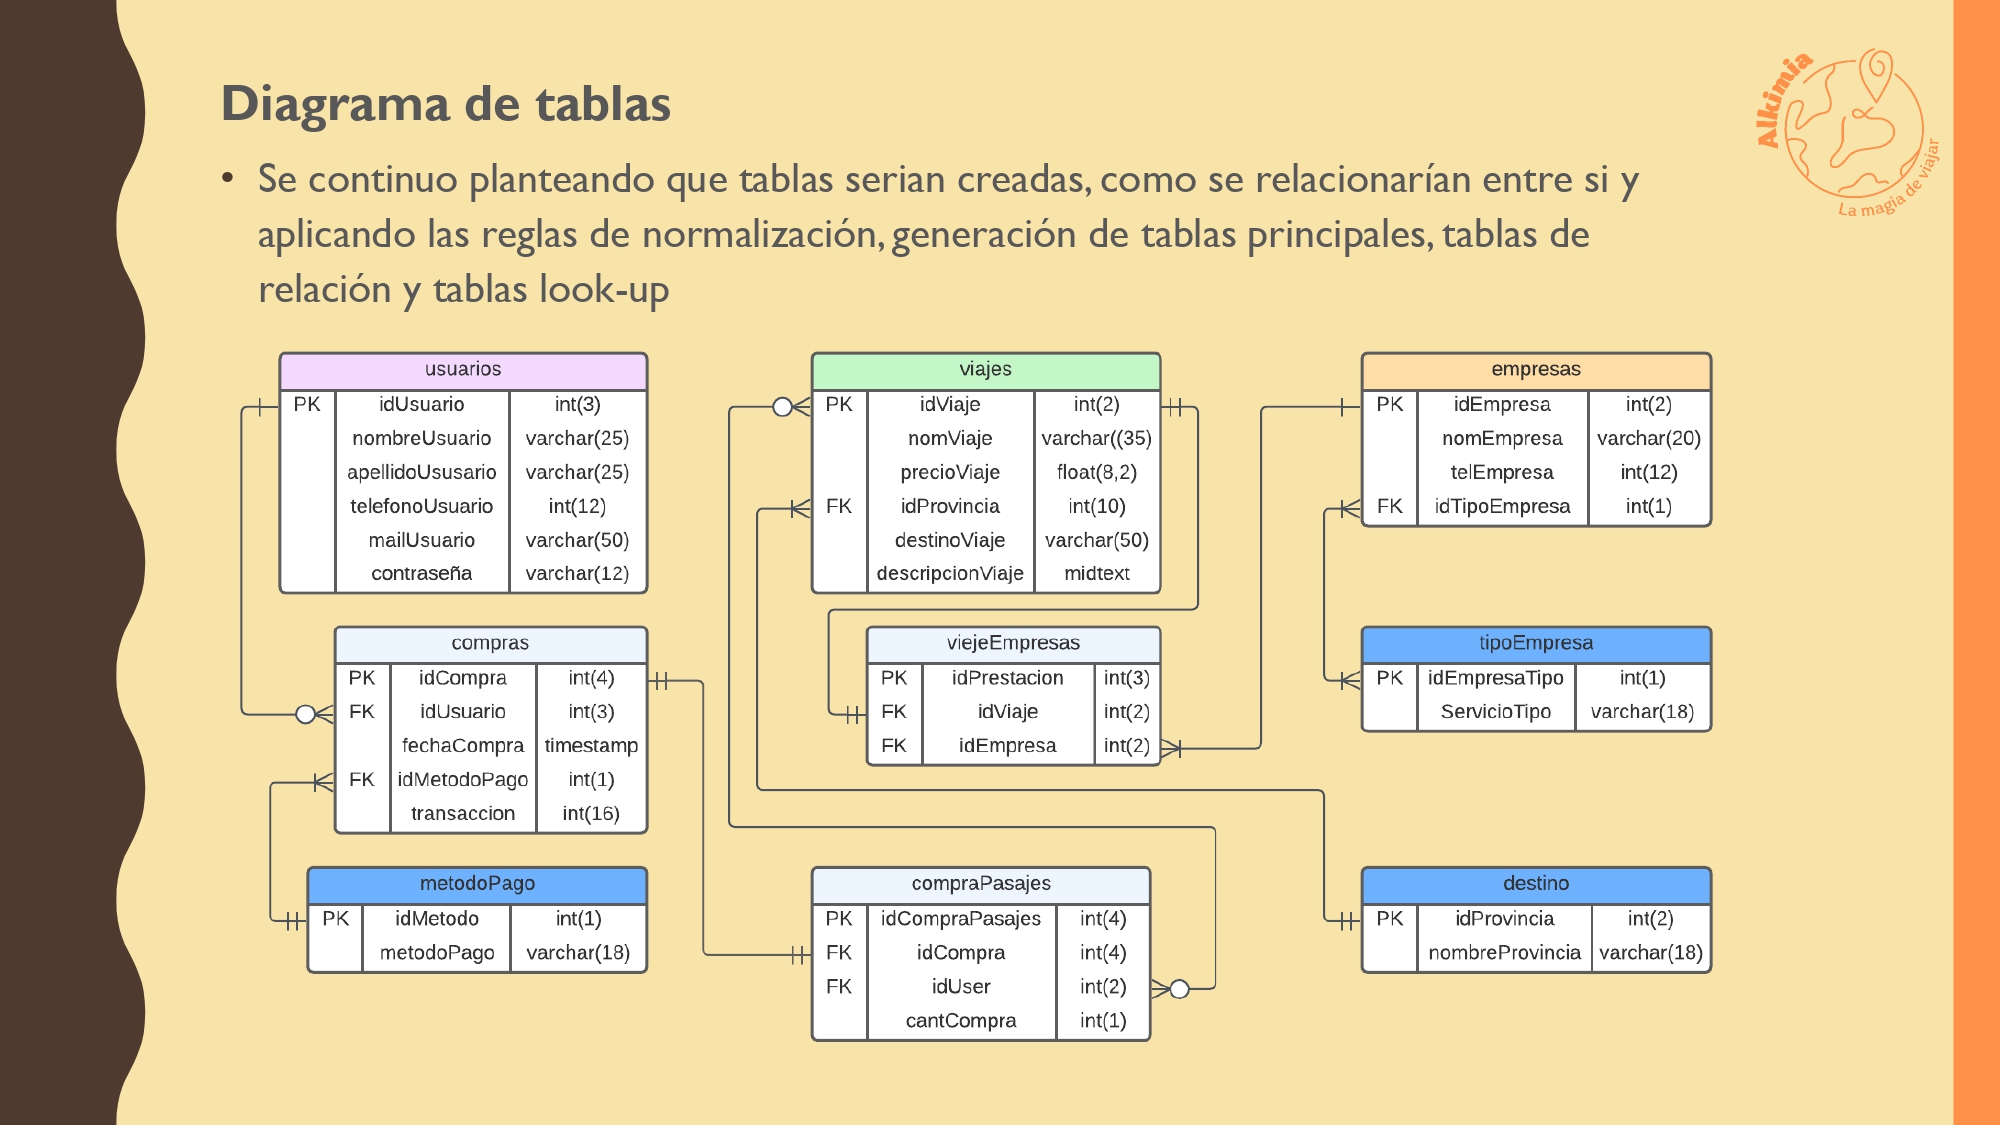 Diagrama de tablas
Alkimia
La magia de viajar
• Se continuo planteando que tablas serian creadas, como se relacionarían entre si y
aplicando las reglas de normalización, generación de tablas principales, tablas de
relación y tablas look-up
usuarios
PK idUsuario int(3)
nombreUsuario varchar(25)
apellidoUsusario varchar(25)
telefonoUsuario int(12)
mailUsuario varchar(50)
contraseña varchar(12)
viajes
PK idViaje int(2)
nomViaje varchar((35)
precioViaje float(8,2)
FK idProvincia int(10)
destinoViaje varchar(50)
descripcionViaje midtext
empresas
PK idEmpresa int(2)
nomEmpresa varchar(20)
telEmpresa int(12)
FK idTipoEmpresa int(1)
compras
PK idCompra int(4)
FK idUsuario int(3)
fechaCompra timestamp
FK idMetodoPago int(1)
transaccion int(16)
viejeEmpresas
PK idPrestacion int(3)
FK idViaje int(2)
FK idEmpresa int(2)
tipoEmpresa
PK idEmpresaTipo int(1)
ServicioTipo varchar(18)
metodoPago
PK idMetodo int(1)
metodoPago varchar(18)
compraPasajes
PK idCompraPasajes int(4)
FK idCompra int(4)
FK idUser int(2)
cantCompra int(1)
destino
PK idProvincia int(2)
nombreProvincia varchar(18)